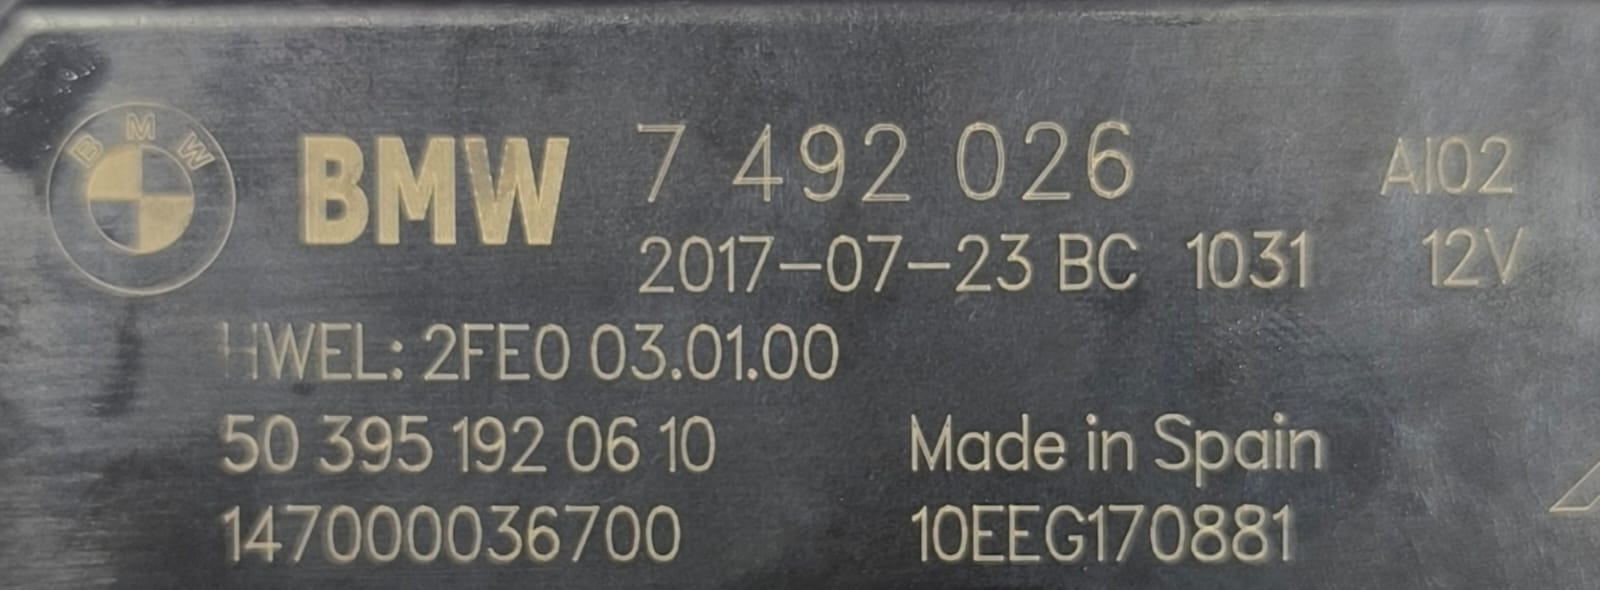 BMW BMW 7 492 026 AI02
2017-07-23 BC 1031 12V
HWEL: 2FE0 03.01.00
50 395 192 06 10 Made in Spain
147000036700 10EEG170881